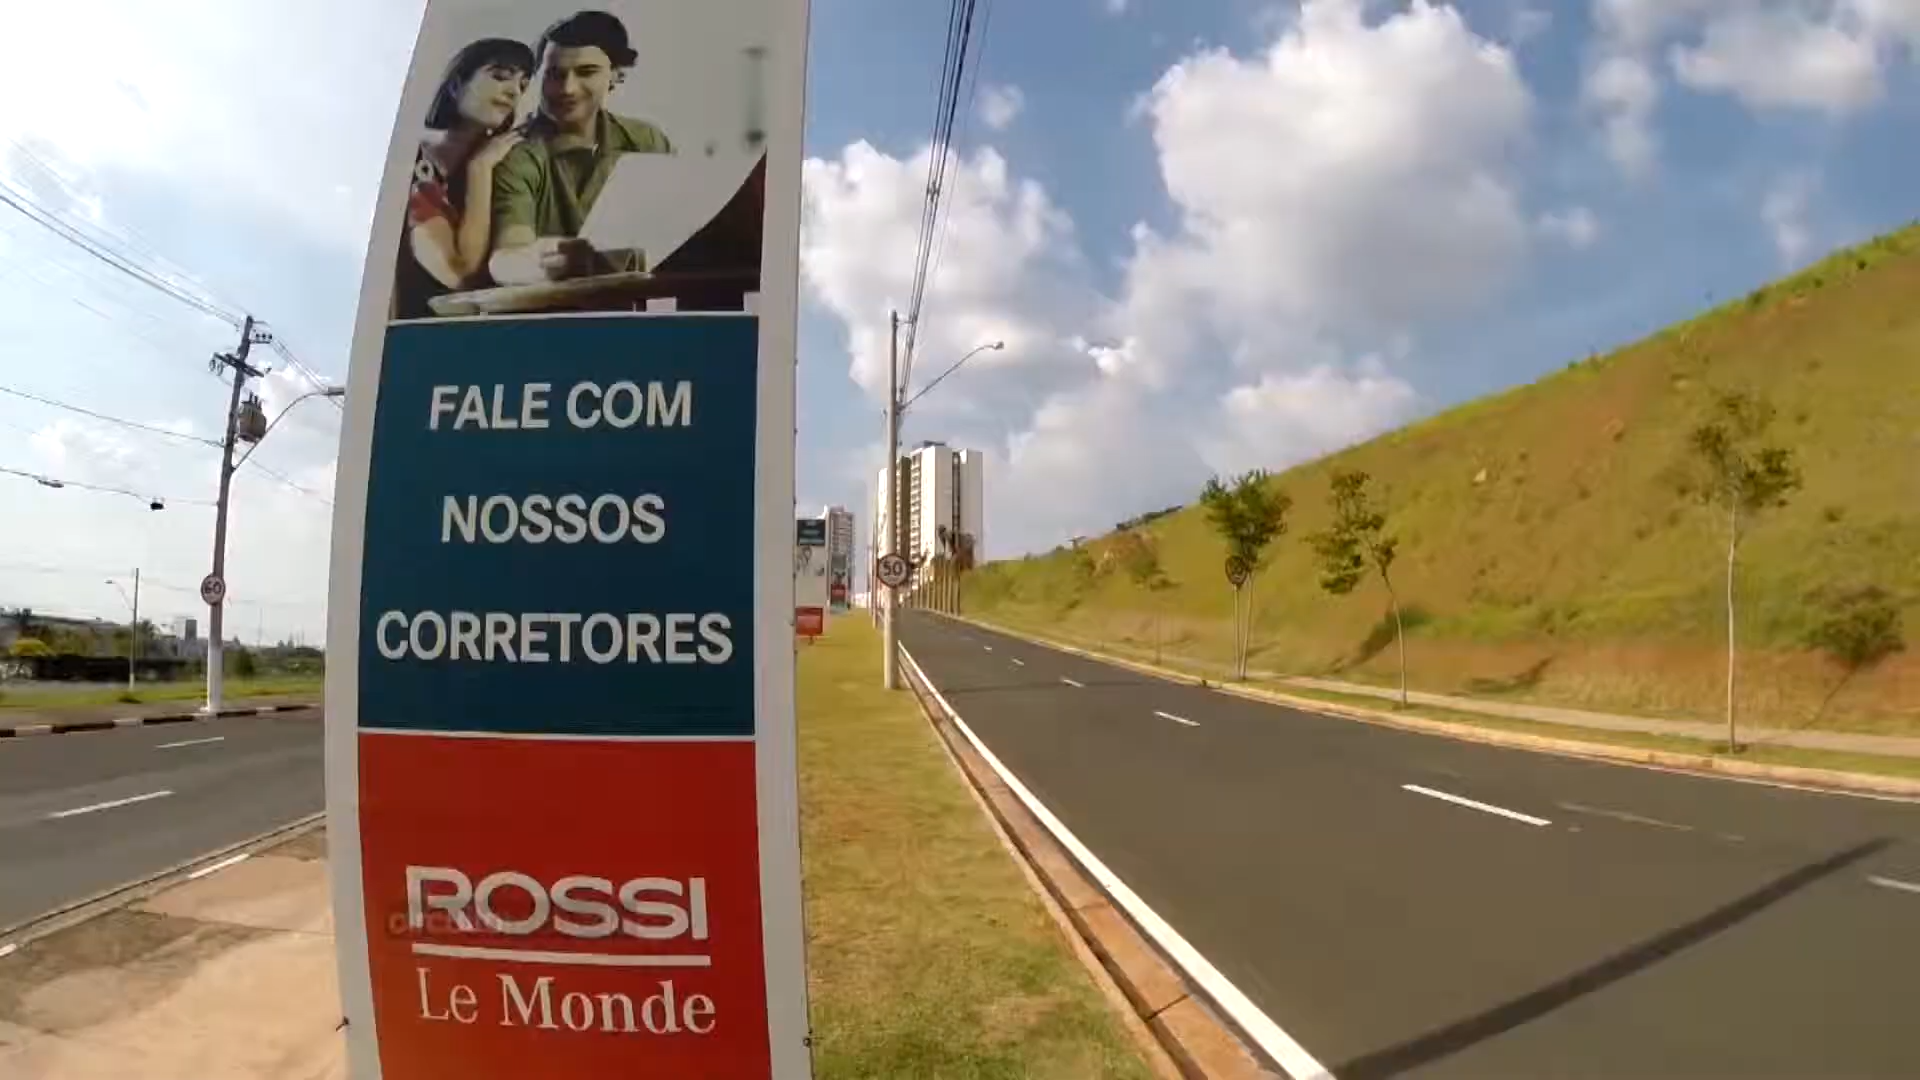 FALE COM
NOSSOS
CORRETORES
ROSSI
Le Monde
60
50